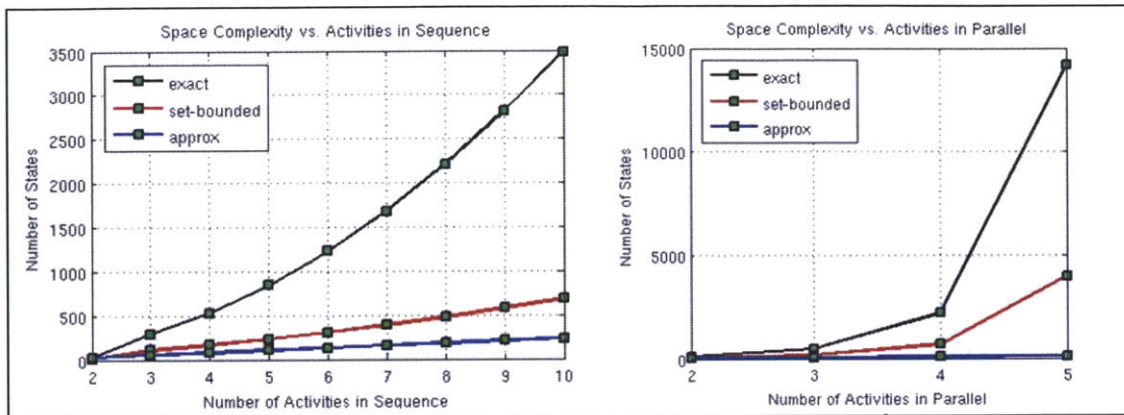 Space Complexity vs. Activities in Sequence
3500
3000
2500
2000
1500
1000
500
0
Number of States
exact
set-bounded
approx
2 3 4 5 6 7 8 9 10
Number of Activities in Sequence
Space Complexity vs. Activities in Parallel
15000
10000
5000
0
Number of States
exact
set-bounded
approx
2 3 4 5
Number of Activities in Parallel